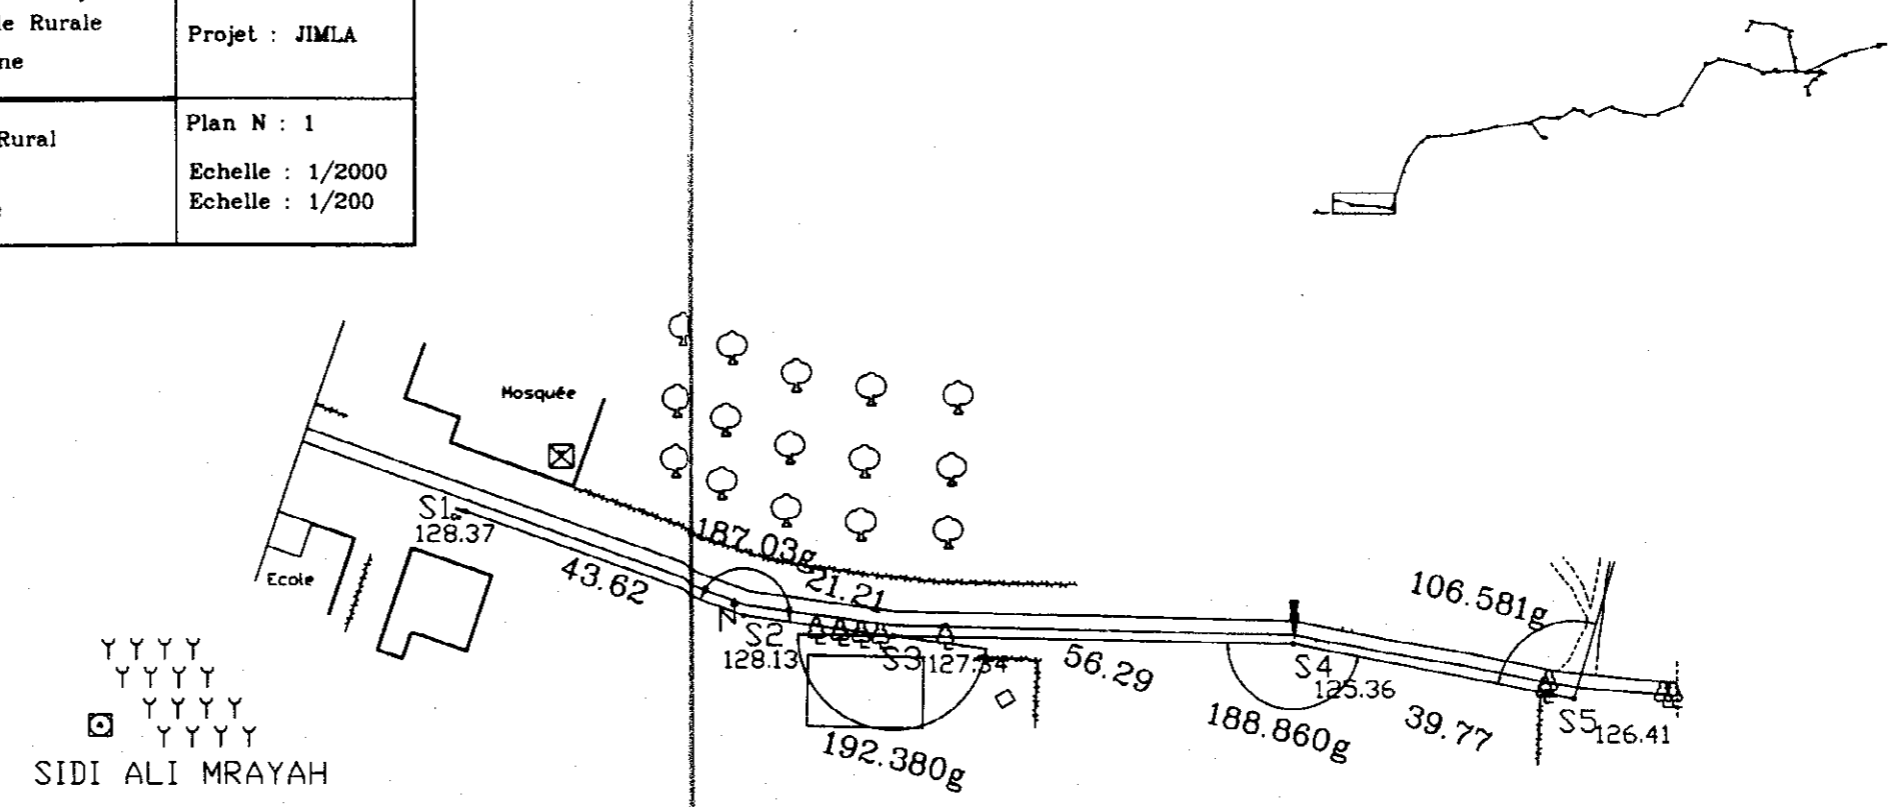 Rurale
Projet : JIMLA
Plan N : 1
Rural
Echelle : 1/2000
Echelle : 1/200
Mosquée
S1
128.37
187.03g
Ecole
43.62
21.21
106.581g
N
S2
128.13
S3
127.54
56.29
S4
125.36
188.860g
39.77
S5
126.41
192.380g
SIDI ALI MRAYAH